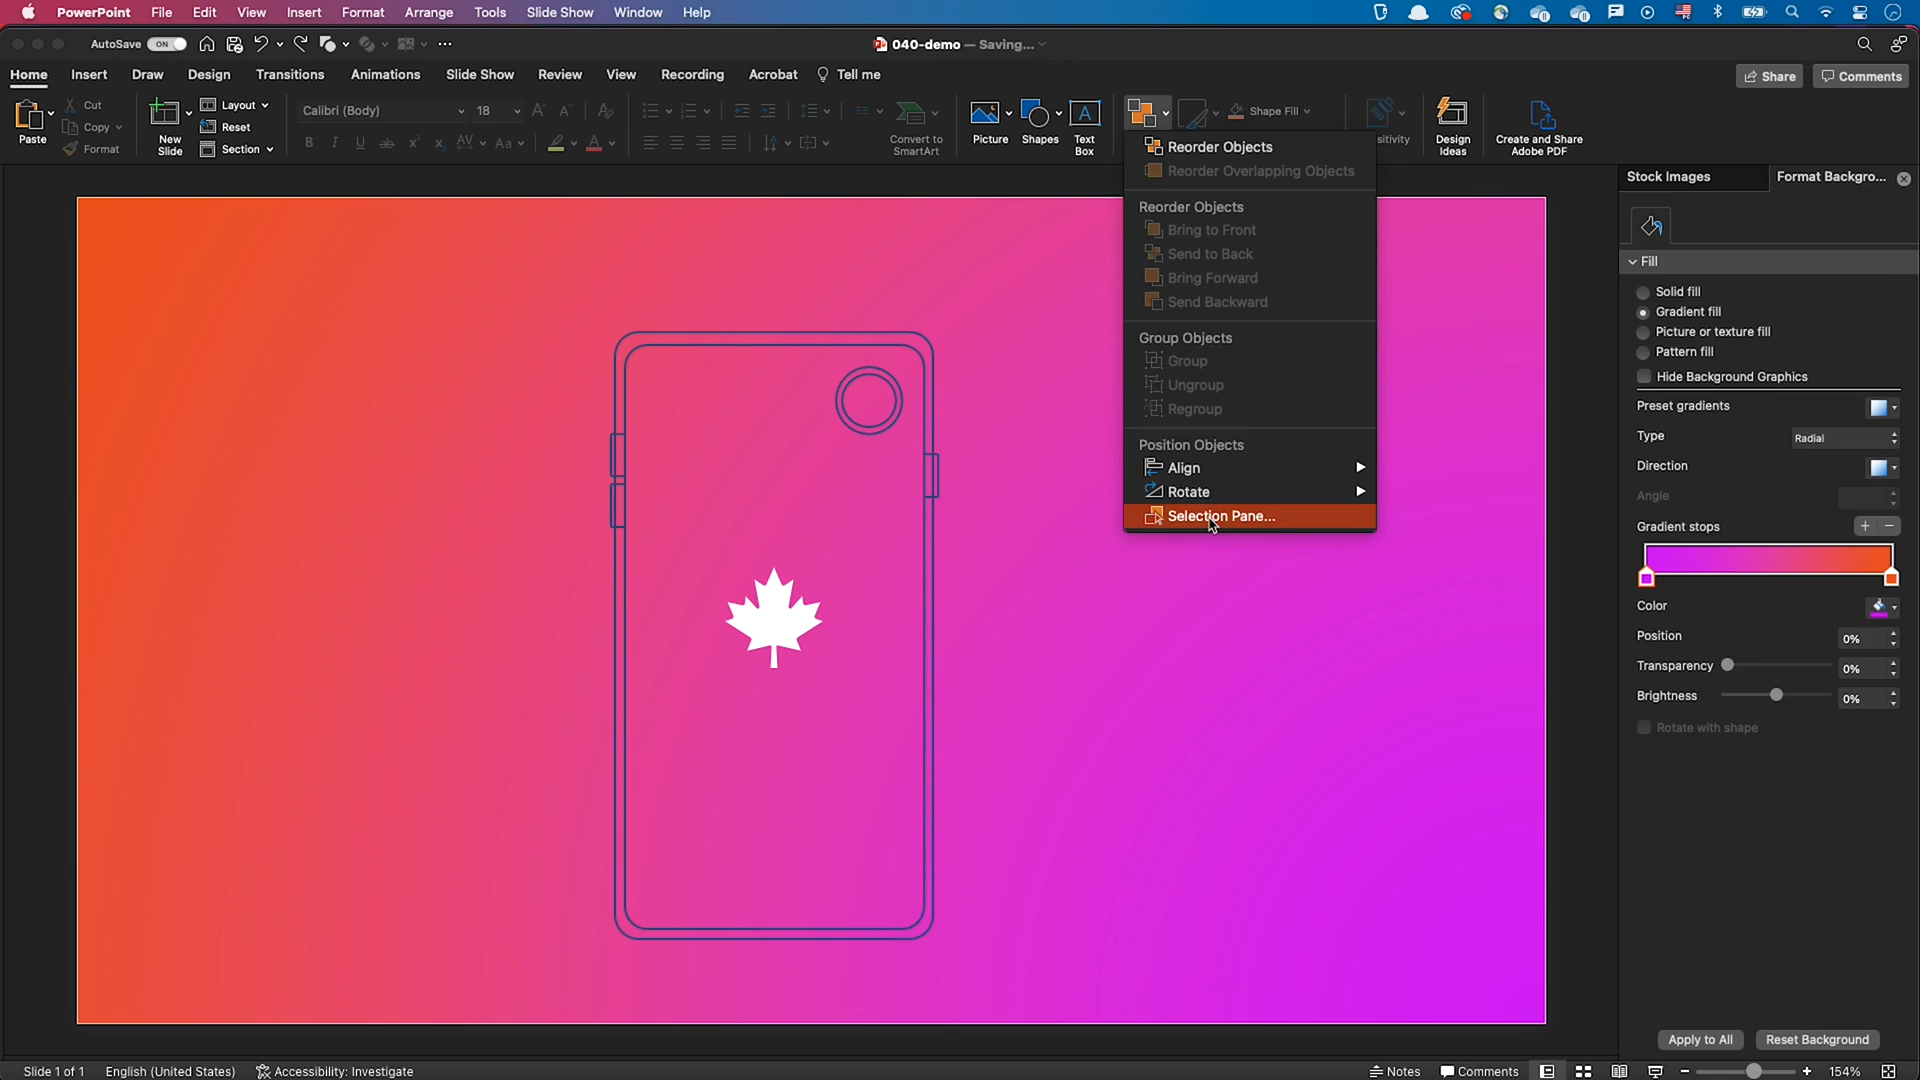 PowerPoint File Edit View Insert Format Arrange Tools Slide Show Window Help
AutoSave ON
040-demo — Saving...
Home Insert Draw Design Transitions Animations Slide Show Review View Recording Acrobat Tell me
Share Comments
Paste
Cut
Copy
Format
New Slide
Layout
Reset
Section
Calibri (Body) 18
B I U ab x x AV Aa
A A A
Convert to SmartArt
Picture
Shapes
Text Box
Shape Fill
sitivity
Design Ideas
Create and Share Adobe PDF
Reorder Objects
Reorder Overlapping Objects
Reorder Objects
Bring to Front
Send to Back
Bring Forward
Send Backward
Group Objects
Group
Ungroup
Regroup
Position Objects
Align
Rotate
Selection Pane...
Stock Images
Format Backgro...
Fill
Solid fill
Gradient fill
Picture or texture fill
Pattern fill
Hide Background Graphics
Preset gradients
Type Radial
Direction
Angle
Gradient stops
Color
Position 0%
Transparency 0%
Brightness 0%
Rotate with shape
Apply to All
Reset Background
Slide 1 of 1 English (United States) Accessibility: Investigate
Notes Comments 154%